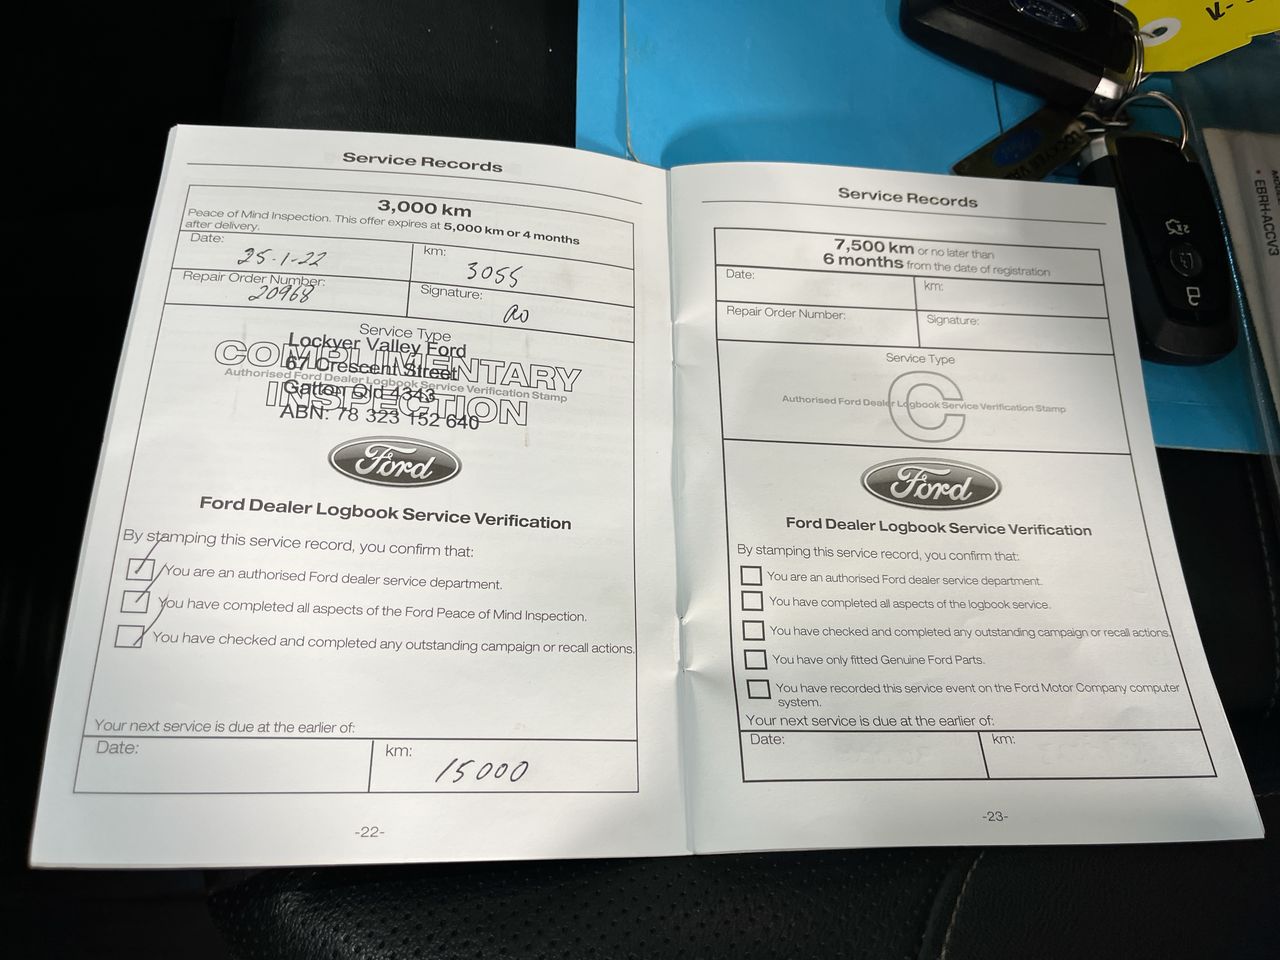 Service Records
3,000 km
Peace of Mind Inspection. This offer expires at 5,000 km or 4 months
after delivery.
Date: 25-1-22
km: 3055
Repair Order Number: 20968
Signature:
Service Type
COMPLIMENTARY
INSPECTION
Authorised Ford Dealer Logbook Service Verification Stamp
Lockyer Valley Ford
67 Crescent Street
Gatton Qld 4343
ABN: 78 323 152 640
Ford
Ford Dealer Logbook Service Verification
By stamping this service record, you confirm that:
You are an authorised Ford dealer service department.
You have completed all aspects of the Ford Peace of Mind Inspection.
You have checked and completed any outstanding campaign or recall actions.
Your next service is due at the earlier of:
Date:
km: 15000
-22-
Service Records
7,500 km or no later than
6 months from the date of registration
Date:
km:
Repair Order Number:
Signature:
Service Type
C
Authorised Ford Dealer Logbook Service Verification Stamp
Ford
Ford Dealer Logbook Service Verification
By stamping this service record, you confirm that:
You are an authorised Ford dealer service department.
You have completed all aspects of the logbook service.
You have checked and completed any outstanding campaign or recall actions.
You have only fitted Genuine Ford Parts.
You have recorded this service event on the Ford Motor Company computer
system.
Your next service is due at the earlier of:
Date:
km:
-23-
Ford
* EBRH-ACCV3